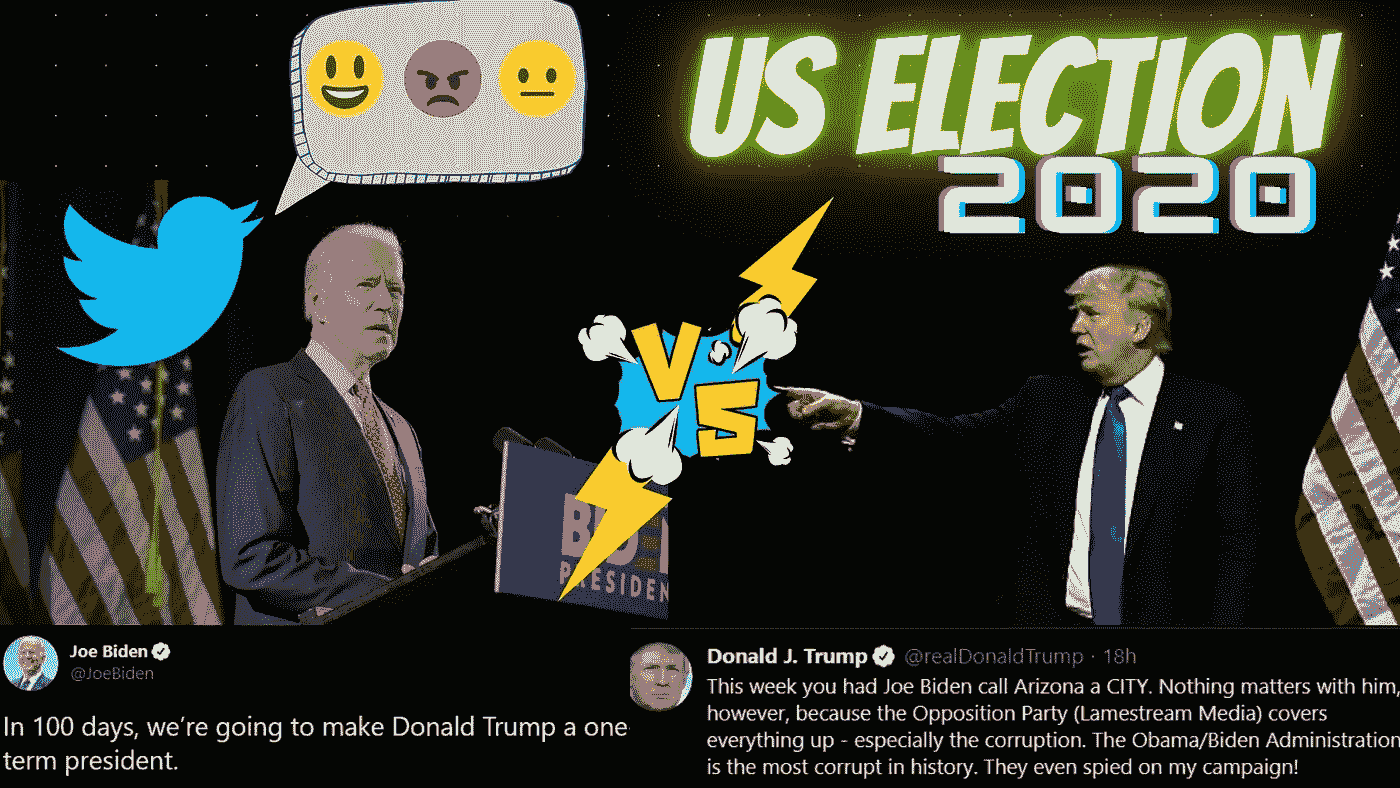 US ELECTION
2020
VS
PRESIDEN
Joe Biden
@JoeBiden
In 100 days, we're going to make Donald Trump a one
term president.
Donald J. Trump @realDonaldTrump · 18h
This week you had Joe Biden call Arizona a CITY. Nothing matters with him,
however, because the Opposition Party (Lamestream Media) covers
everything up - especially the corruption. The Obama/Biden Administration
is the most corrupt in history. They even spied on my campaign!